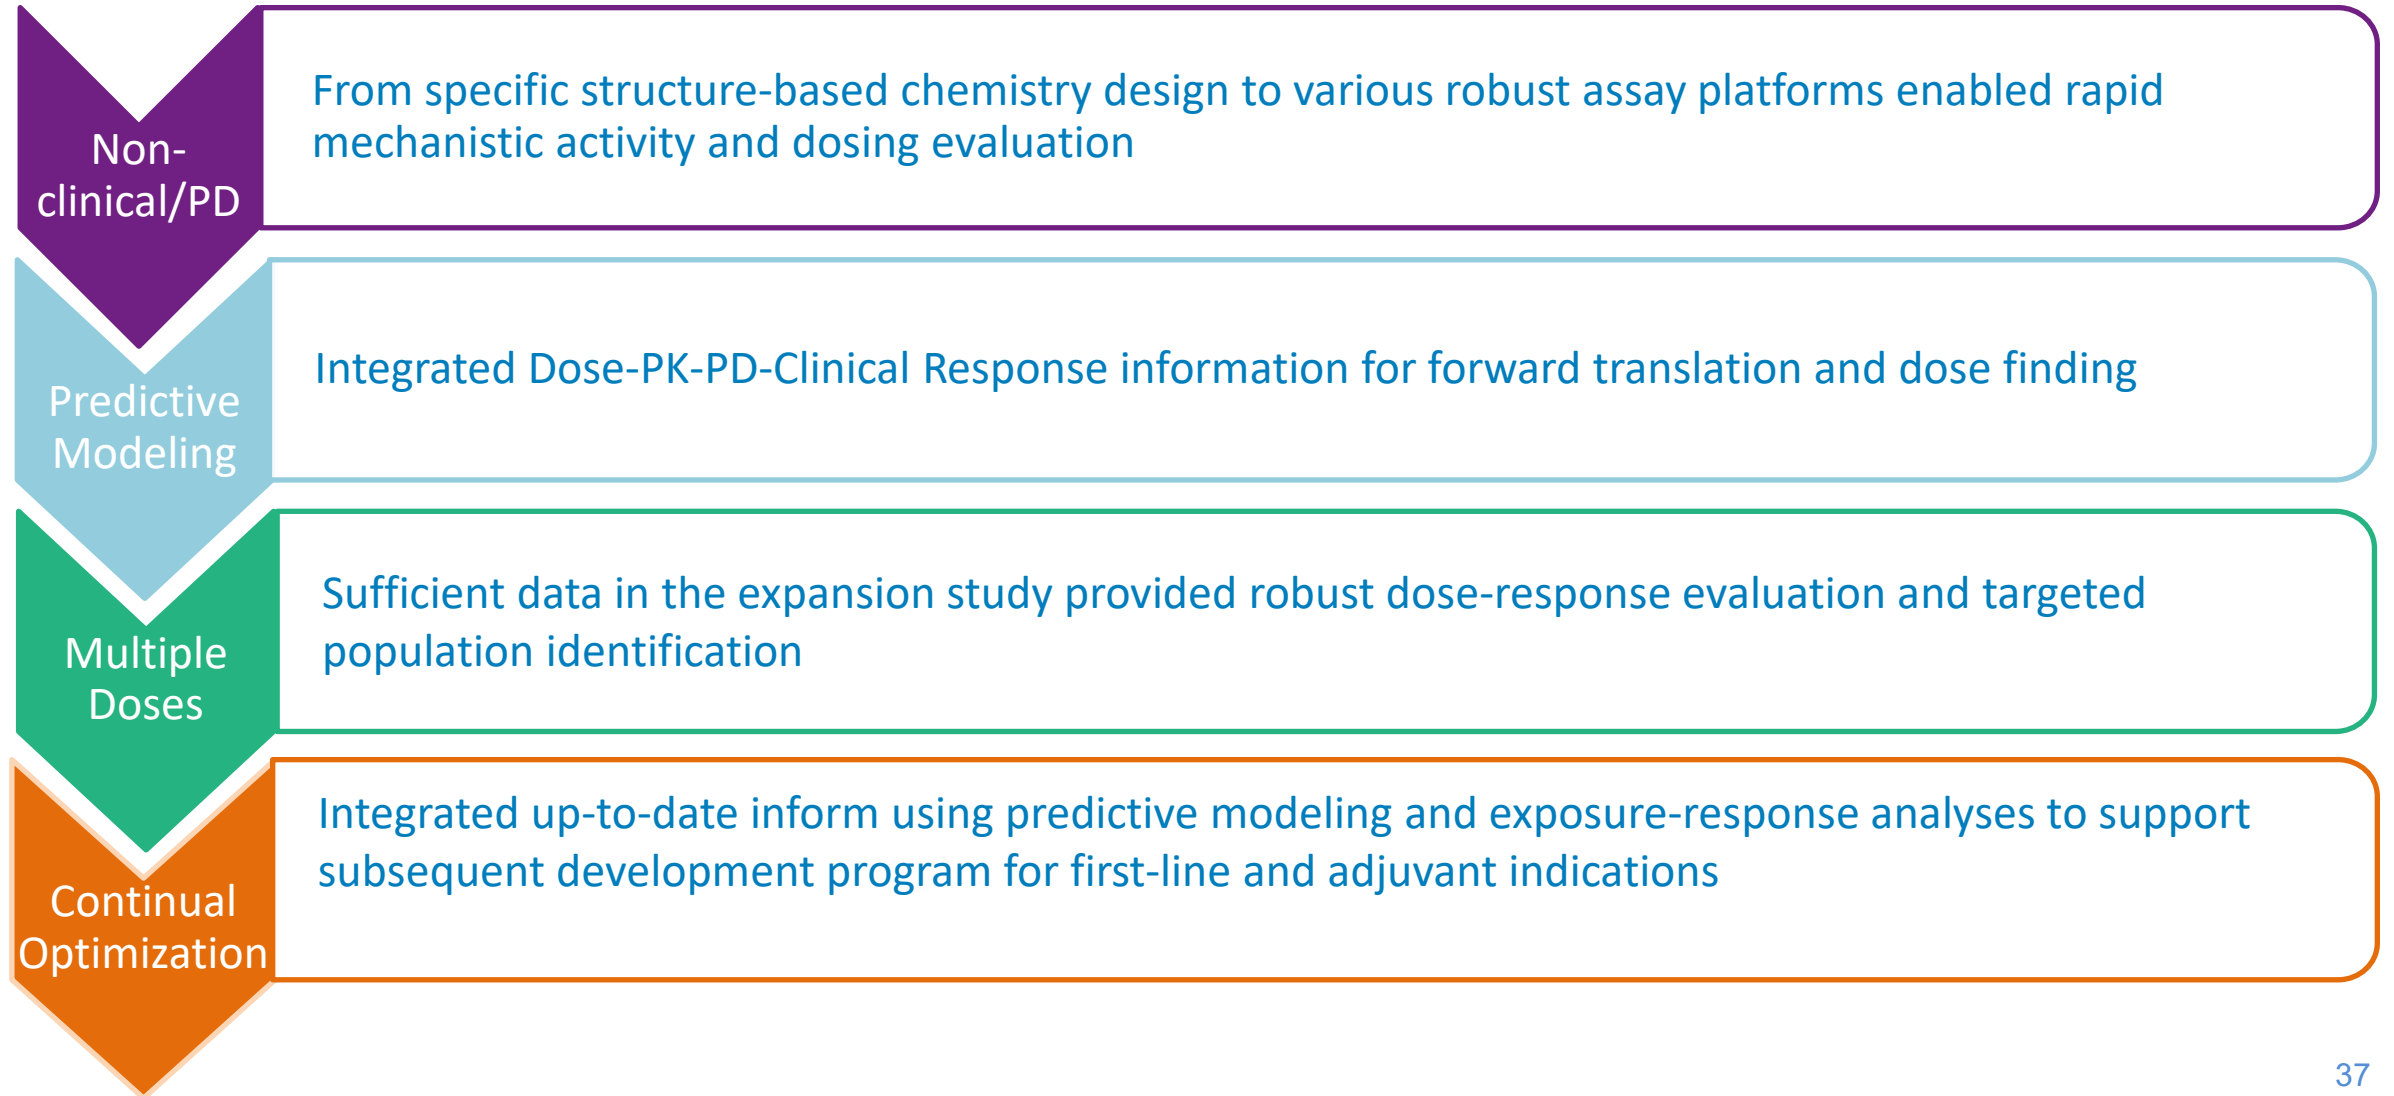 Non-
clinical/PD
From specific structure-based chemistry design to various robust assay platforms enabled rapid
mechanistic activity and dosing evaluation
Predictive
Modeling
Integrated Dose-PK-PD-Clinical Response information for forward translation and dose finding
Multiple
Doses
Sufficient data in the expansion study provided robust dose-response evaluation and targeted
population identification
Continual
Optimization
Integrated up-to-date inform using predictive modeling and exposure-response analyses to support
subsequent development program for first-line and adjuvant indications
37